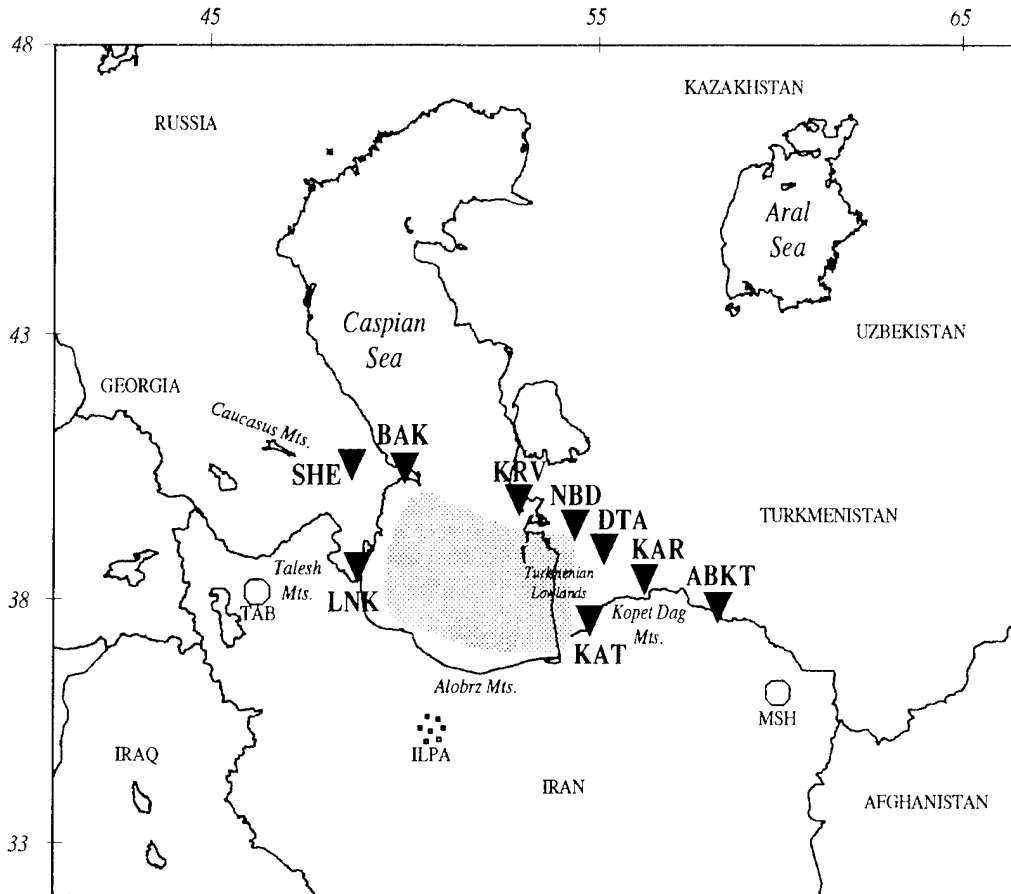 45
55
65
48
KAZAKHSTAN
RUSSIA
Aral
Sea
Caspian
Sea
43
UZBEKISTAN
GEORGIA
Caucasus Mts.
BAK
SHE
KRV
NBD
DTA
TURKMENISTAN
KAR
ABKT
Talesh
Mts.
TAB
LNK
Turkmenian
Lowlands
38
Kopet Dag
Mts.
KAT
Alobrz Mts.
MSH
ILPA
IRAQ
IRAN
AFGHANISTAN
33